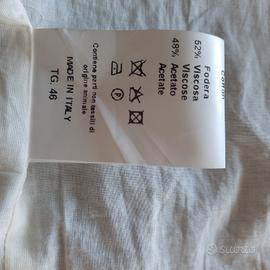 Fodera
52% Viscosa
Viscose
48% Acetato
Acetate
Contiene parti non tessili di
origine animale
MADE IN ITALY
TG. 46
SUBITO